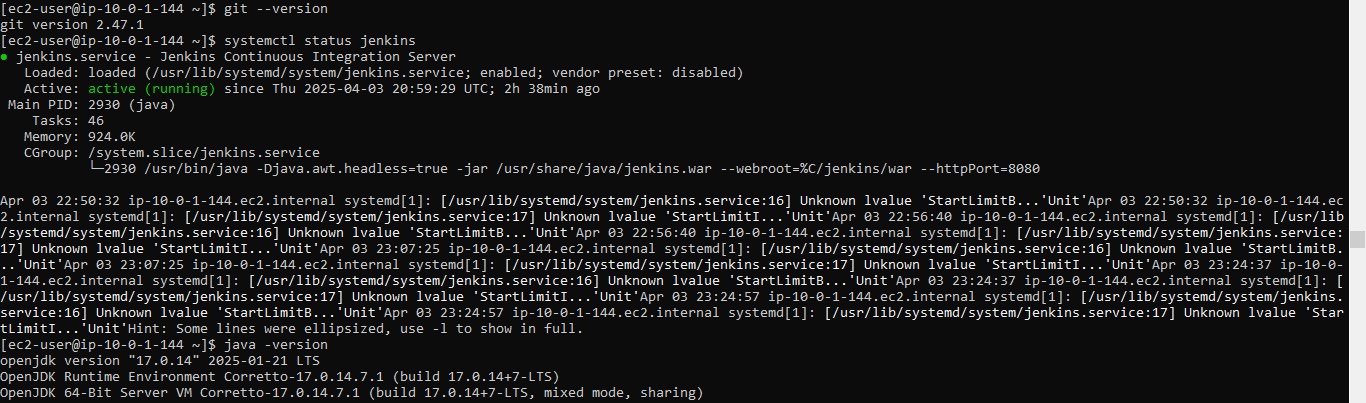 [ec2-user@ip-10-0-1-144 ~]$ git --version
git version 2.47.1
[ec2-user@ip-10-0-1-144 ~]$ systemctl status jenkins
● jenkins.service - Jenkins Continuous Integration Server
   Loaded: loaded (/usr/lib/systemd/system/jenkins.service; enabled; vendor preset: disabled)
   Active: active (running) since Thu 2025-04-03 20:59:29 UTC; 2h 38min ago
 Main PID: 2930 (java)
    Tasks: 46
   Memory: 924.0K
   CGroup: /system.slice/jenkins.service
           └─2930 /usr/bin/java -Djava.awt.headless=true -jar /usr/share/java/jenkins.war --webroot=%C/jenkins/war --httpPort=8080

Apr 03 22:50:32 ip-10-0-1-144.ec2.internal systemd[1]: [/usr/lib/systemd/system/jenkins.service:16] Unknown lvalue 'StartLimitB...'Unit'Apr 03 22:50:32 ip-10-0-1-144.ec
2.internal systemd[1]: [/usr/lib/systemd/system/jenkins.service:17] Unknown lvalue 'StartLimitI...'Unit'Apr 03 22:56:40 ip-10-0-1-144.ec2.internal systemd[1]: [/usr/lib
/systemd/system/jenkins.service:16] Unknown lvalue 'StartLimitB...'Unit'Apr 03 22:56:40 ip-10-0-1-144.ec2.internal systemd[1]: [/usr/lib/systemd/system/jenkins.service:
17] Unknown lvalue 'StartLimitI...'Unit'Apr 03 23:07:25 ip-10-0-1-144.ec2.internal systemd[1]: [/usr/lib/systemd/system/jenkins.service:16] Unknown lvalue 'StartLimitB.
..'Unit'Apr 03 23:07:25 ip-10-0-1-144.ec2.internal systemd[1]: [/usr/lib/systemd/system/jenkins.service:17] Unknown lvalue 'StartLimitI...'Unit'Apr 03 23:24:37 ip-10-0-
1-144.ec2.internal systemd[1]: [/usr/lib/systemd/system/jenkins.service:16] Unknown lvalue 'StartLimitB...'Unit'Apr 03 23:24:37 ip-10-0-1-144.ec2.internal systemd[1]: [
/usr/lib/systemd/system/jenkins.service:17] Unknown lvalue 'StartLimitI...'Unit'Apr 03 23:24:57 ip-10-0-1-144.ec2.internal systemd[1]: [/usr/lib/systemd/system/jenkins.
service:16] Unknown lvalue 'StartLimitB...'Unit'Apr 03 23:24:57 ip-10-0-1-144.ec2.internal systemd[1]: [/usr/lib/systemd/system/jenkins.service:17] Unknown lvalue 'Star
tLimitI...'Unit'Hint: Some lines were ellipsized, use -l to show in full.
[ec2-user@ip-10-0-1-144 ~]$ java -version
openjdk version "17.0.14" 2025-01-21 LTS
OpenJDK Runtime Environment Corretto-17.0.14.7.1 (build 17.0.14+7-LTS)
OpenJDK 64-Bit Server VM Corretto-17.0.14.7.1 (build 17.0.14+7-LTS, mixed mode, sharing)